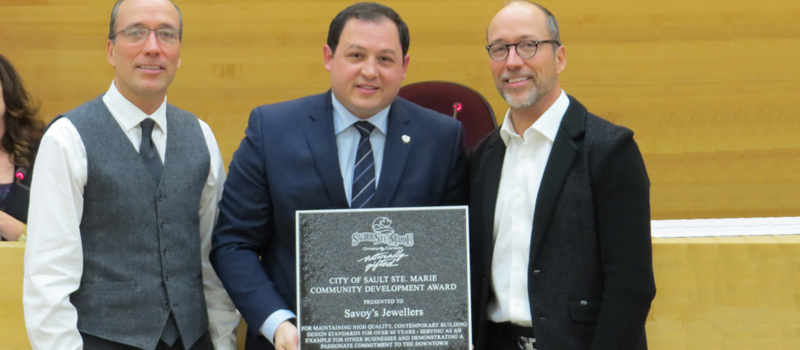 SAULT STE. MARIE
naturally
gifted
CITY OF SAULT STE. MARIE
COMMUNITY DEVELOPMENT AWARD
PRESENTED TO
Savoy's Jewellers
FOR MAINTAINING HIGH QUALITY, CONTEMPORARY BUILDING
DESIGN STANDARDS FOR OVER 60 YEARS - SERVING AS AN
EXAMPLE FOR OTHER BUSINESSES AND DEMONSTRATING A
PASSIONATE COMMITMENT TO THE DOWNTOWN